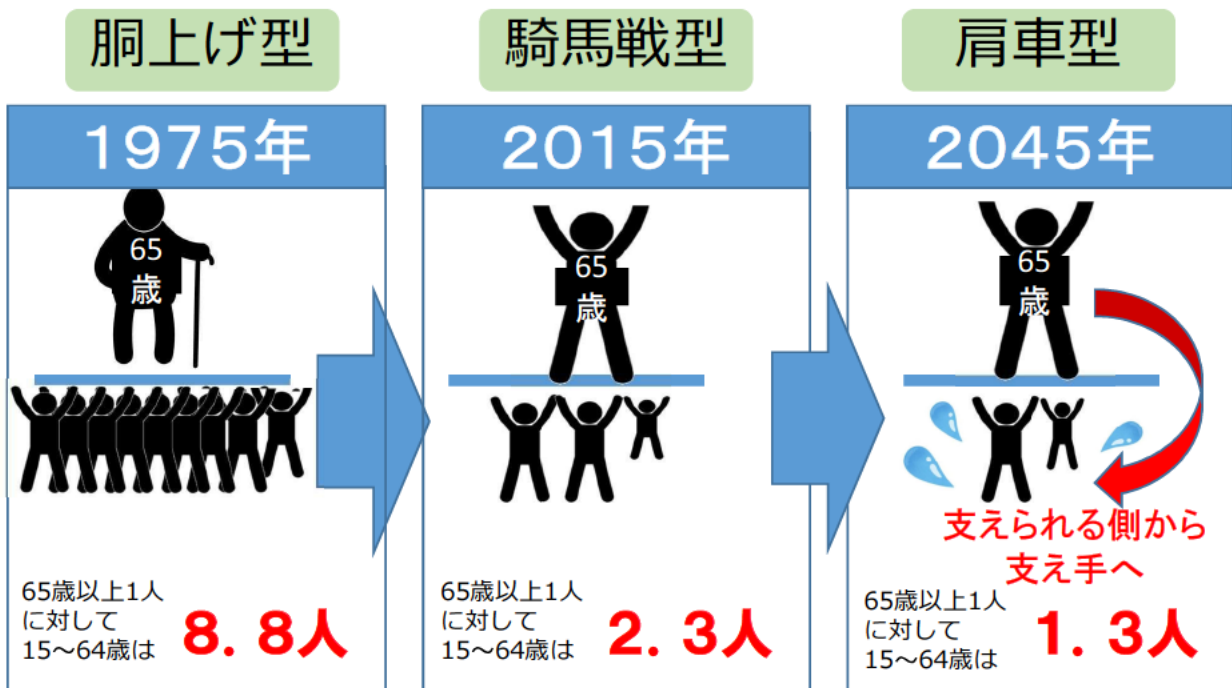 胴上げ型
騎馬戦型
肩車型
1975年
2015年
2045年
65
歳
65
歳
65
歳
支えられる側から
支え手へ
65歳以上1人
に対して
15～64歳は
8．8人
65歳以上1人
に対して
15～64歳は
2．3人
65歳以上1人
に対して
15～64歳は
1．3人